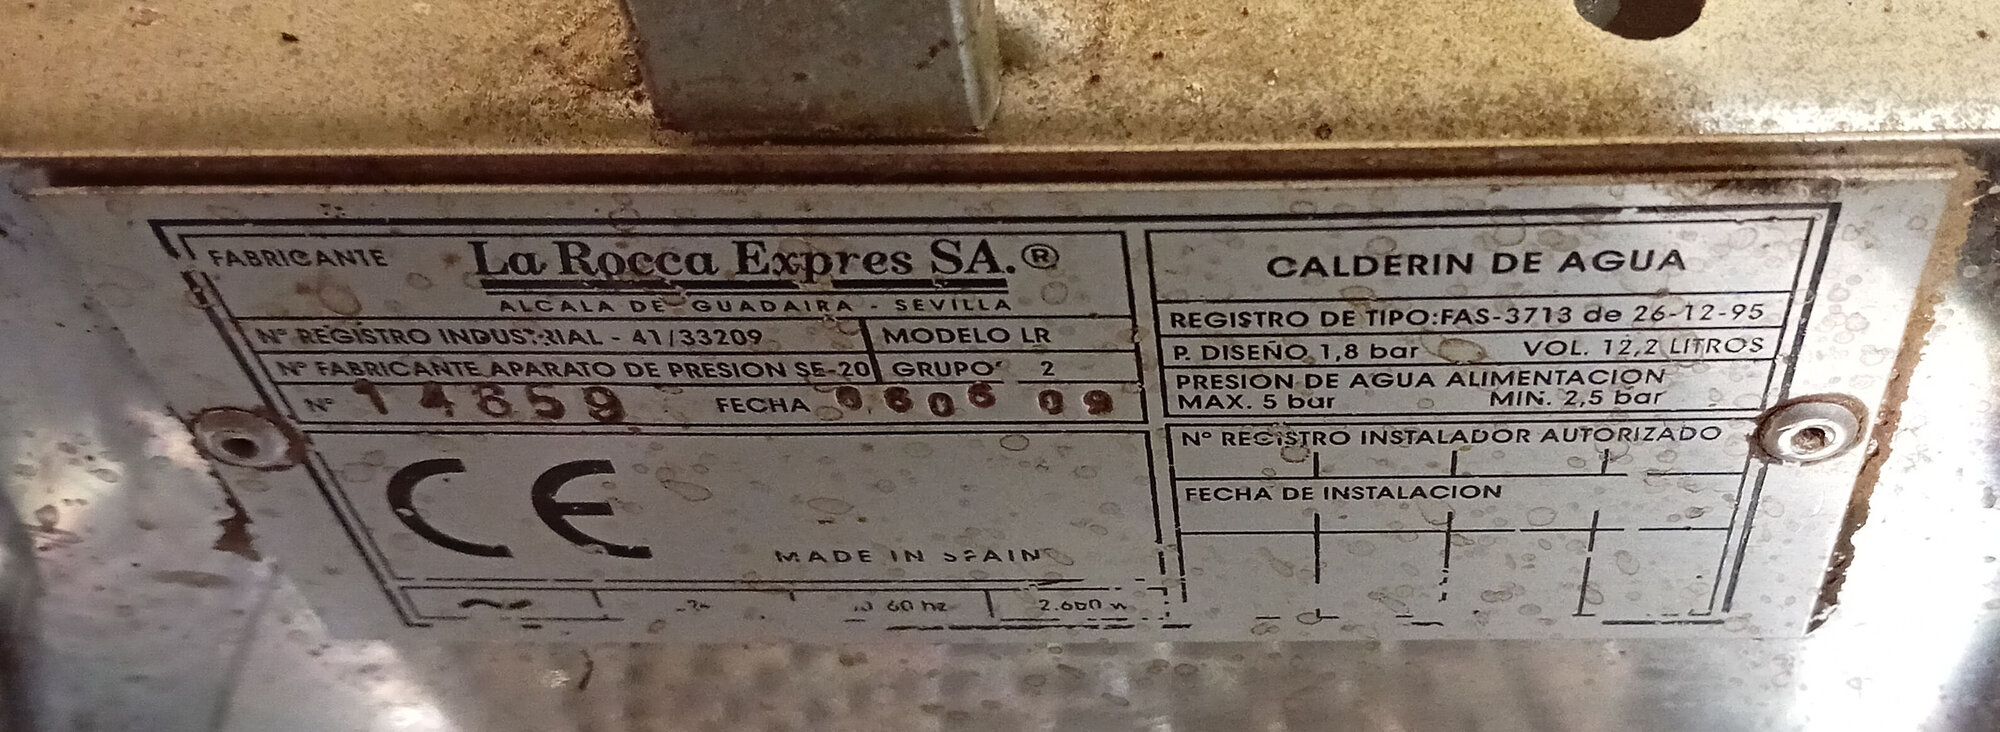 FABRICANTE La Rocca Expres SA.®
ALCALA DE GUADAIRA - SEVILLA
Nº REGISTRO INDUSTRIAL - 41/33209 MODELO LR
Nº FABRICANTE APARATO DE PRESION SE-20 GRUPO 2
Nº 14659 FECHA 09
CE
MADE IN SPAIN
60 hz
CALDERIN DE AGUA
REGISTRO DE TIPO:FAS-3713 de 26-12-95
P. DISEÑO 1,8 bar VOL. 12,2 LITROS
PRESION DE AGUA ALIMENTACION
MAX. 5 bar MIN. 2,5 bar
Nº REGISTRO INSTALADOR AUTORIZADO
FECHA DE INSTALACION